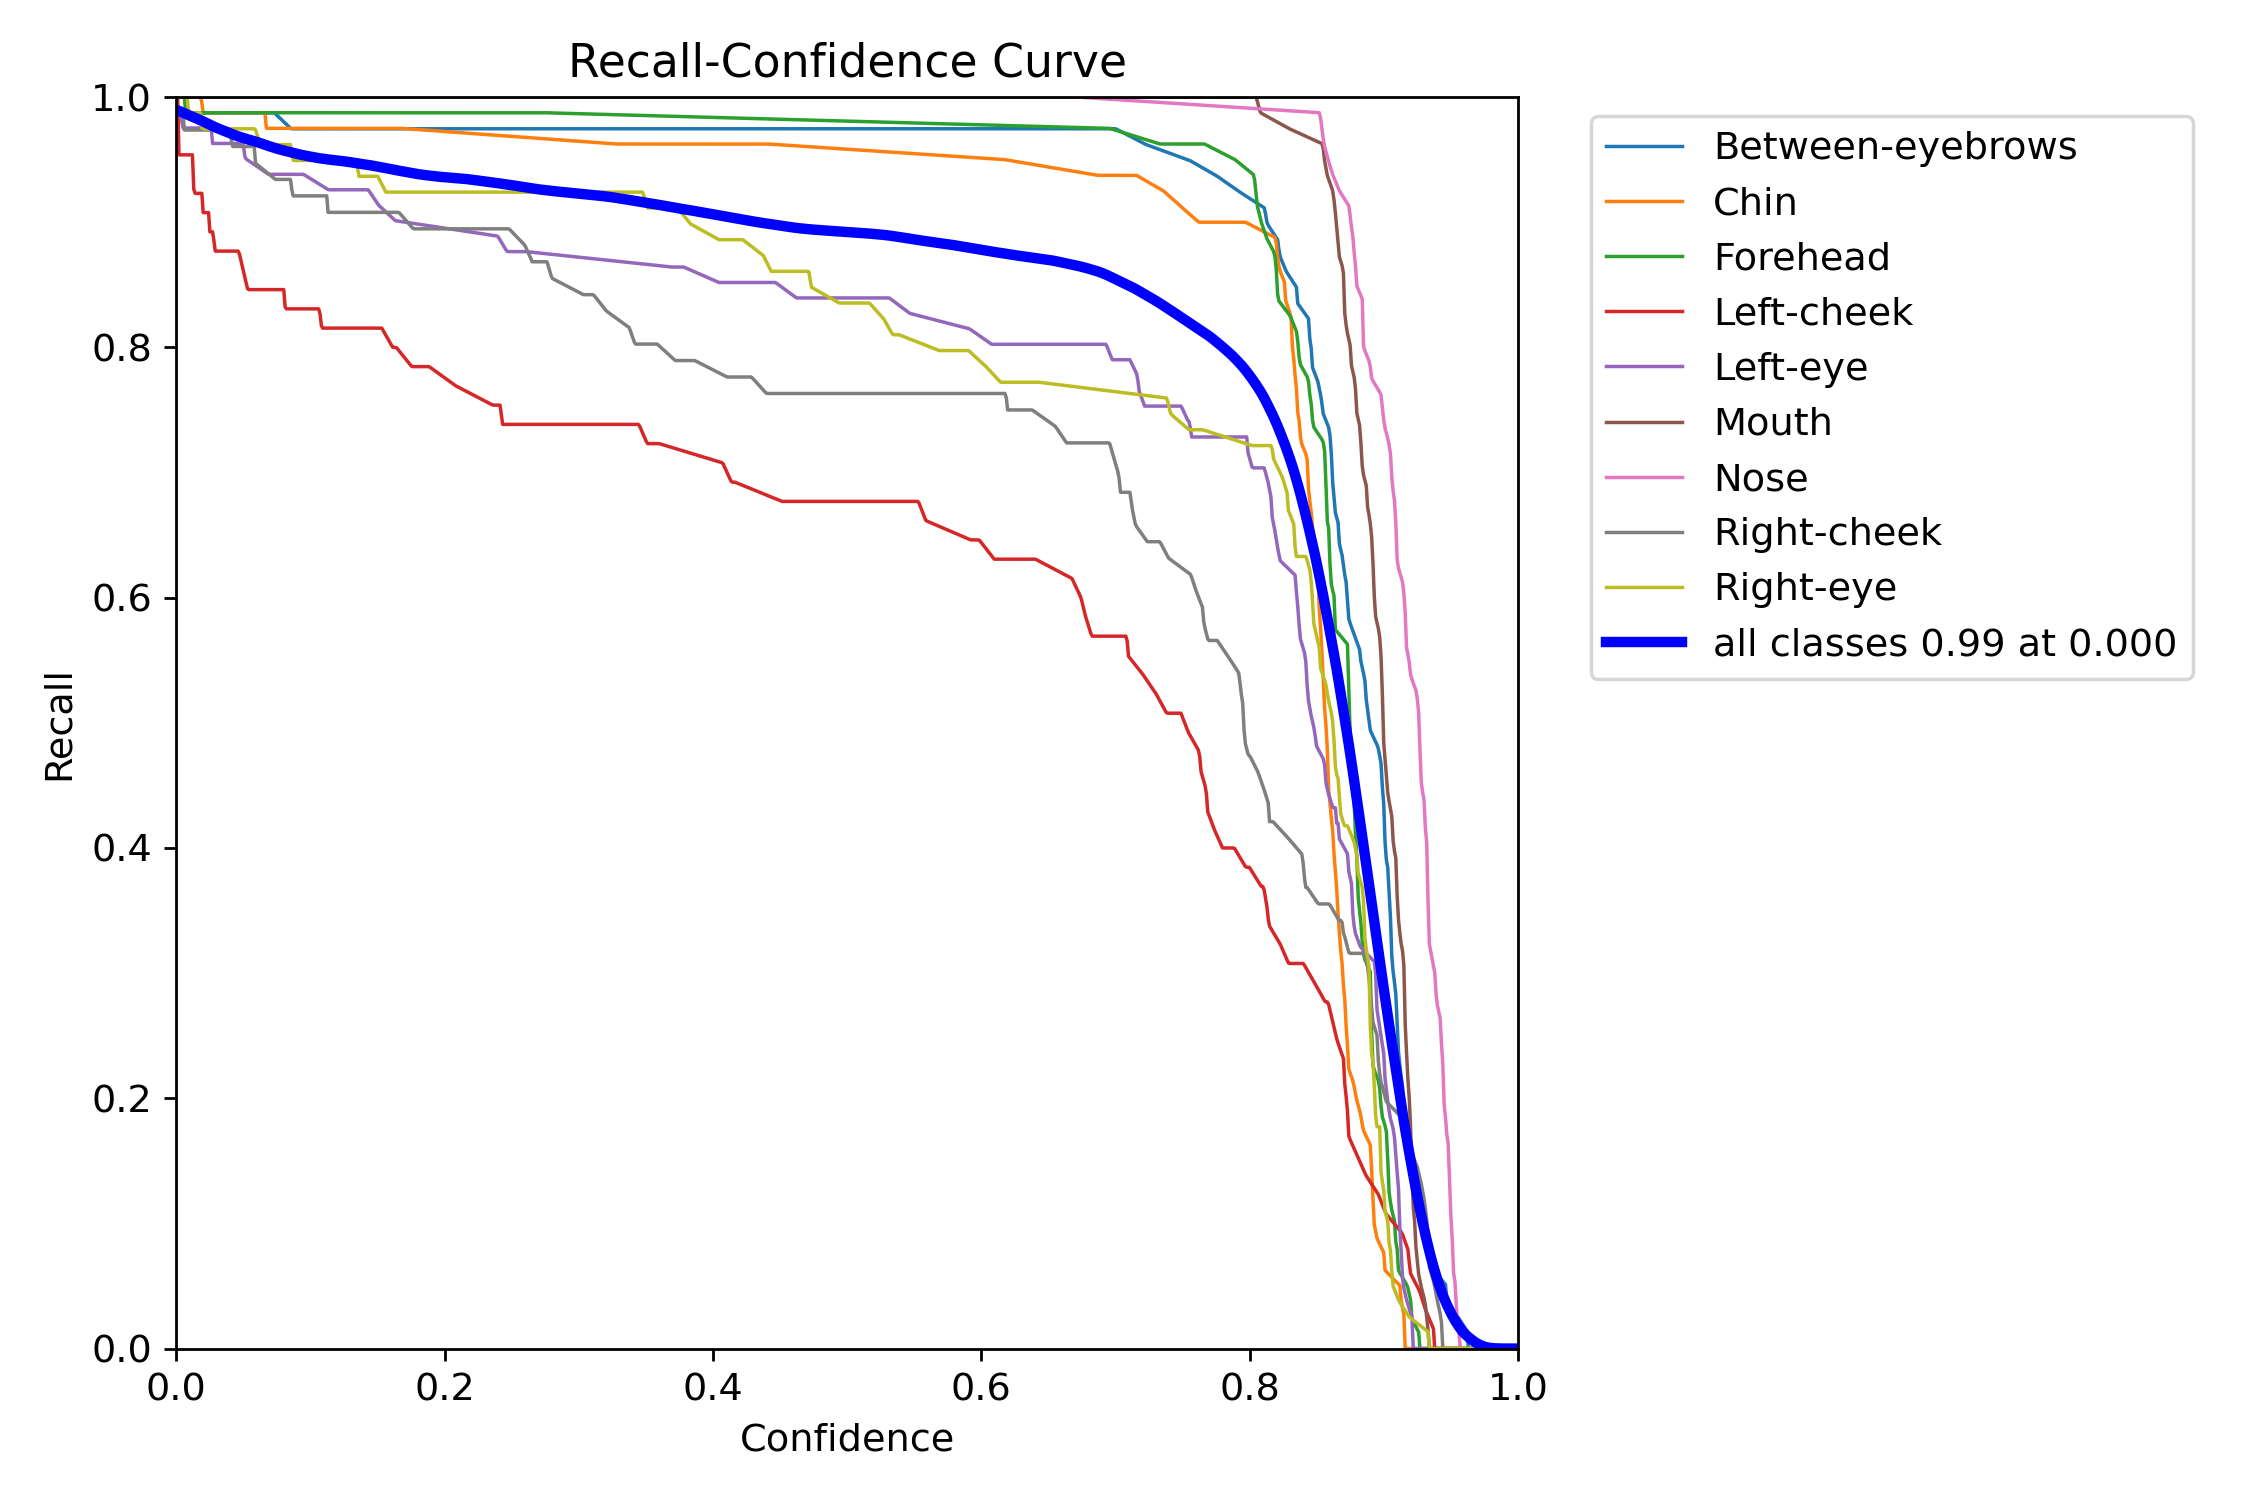 Recall-Confidence Curve
1.0
0.8
0.6
0.4
0.2
0.0
Recall
0.0 0.2 0.4 0.6 0.8 1.0
Confidence
Between-eyebrows
Chin
Forehead
Left-cheek
Left-eye
Mouth
Nose
Right-cheek
Right-eye
all classes 0.99 at 0.000